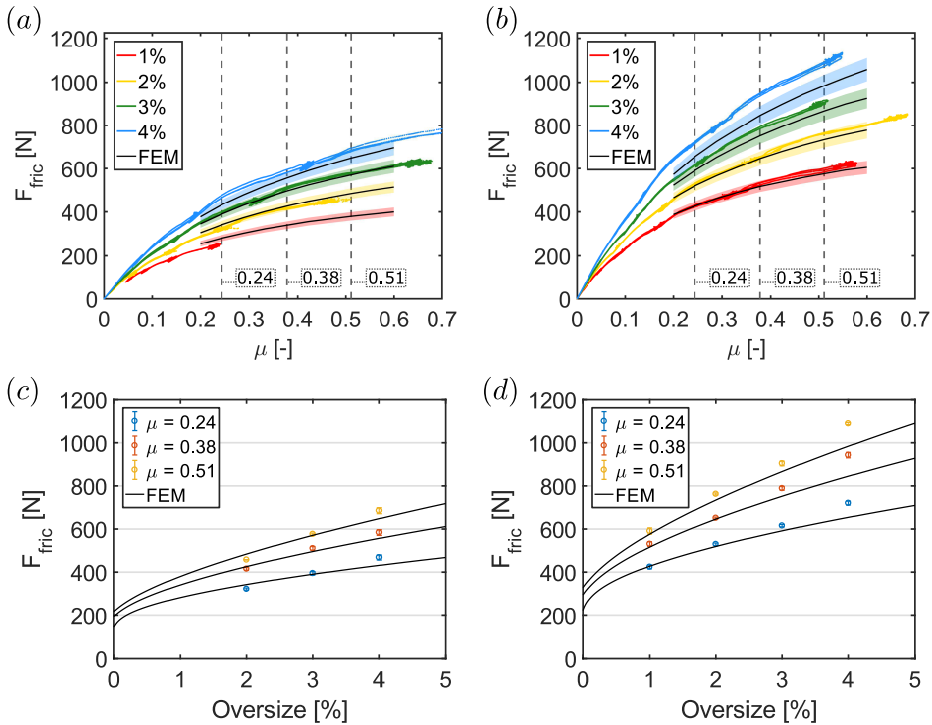 (a)
F_fric [N]
1200
1000
800
600
400
200
0
1%
2%
3%
4%
FEM
0.24
0.38
0.51
0 0.1 0.2 0.3 0.4 0.5 0.6 0.7
μ [-]
(b)
F_fric [N]
1200
1000
800
600
400
200
0
1%
2%
3%
4%
FEM
0.24
0.38
0.51
0 0.1 0.2 0.3 0.4 0.5 0.6 0.7
μ [-]
(c)
F_fric [N]
1200
1000
800
600
400
200
0
μ = 0.24
μ = 0.38
μ = 0.51
FEM
0 1 2 3 4 5
Oversize [%]
(d)
F_fric [N]
1200
1000
800
600
400
200
0
μ = 0.24
μ = 0.38
μ = 0.51
FEM
0 1 2 3 4 5
Oversize [%]